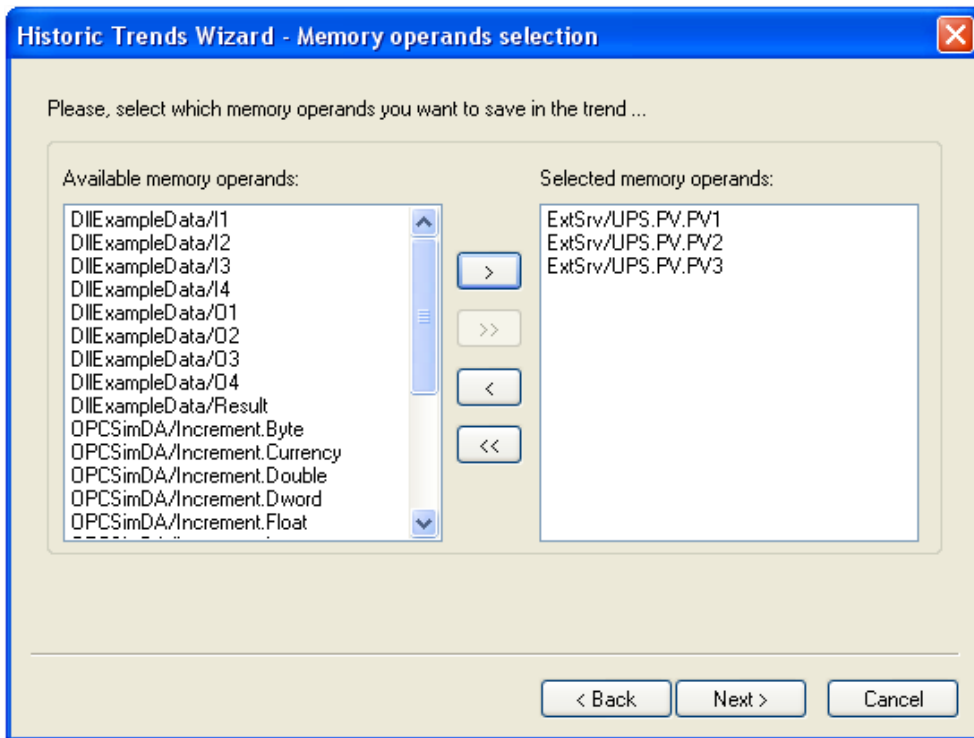 Historic Trends Wizard - Memory operands selection
Please, select which memory operands you want to save in the trend ...
Available memory operands:
DllExampleData/I1
DllExampleData/I2
DllExampleData/I3
DllExampleData/I4
DllExampleData/O1
DllExampleData/O2
DllExampleData/O3
DllExampleData/O4
DllExampleData/Result
OPCSimDA/Increment.Byte
OPCSimDA/Increment.Currency
OPCSimDA/Increment.Double
OPCSimDA/Increment.Dword
OPCSimDA/Increment.Float
>
>>
<
<<
Selected memory operands:
ExtSrv/UPS.PV.PV1
ExtSrv/UPS.PV.PV2
ExtSrv/UPS.PV.PV3
< Back
Next >
Cancel